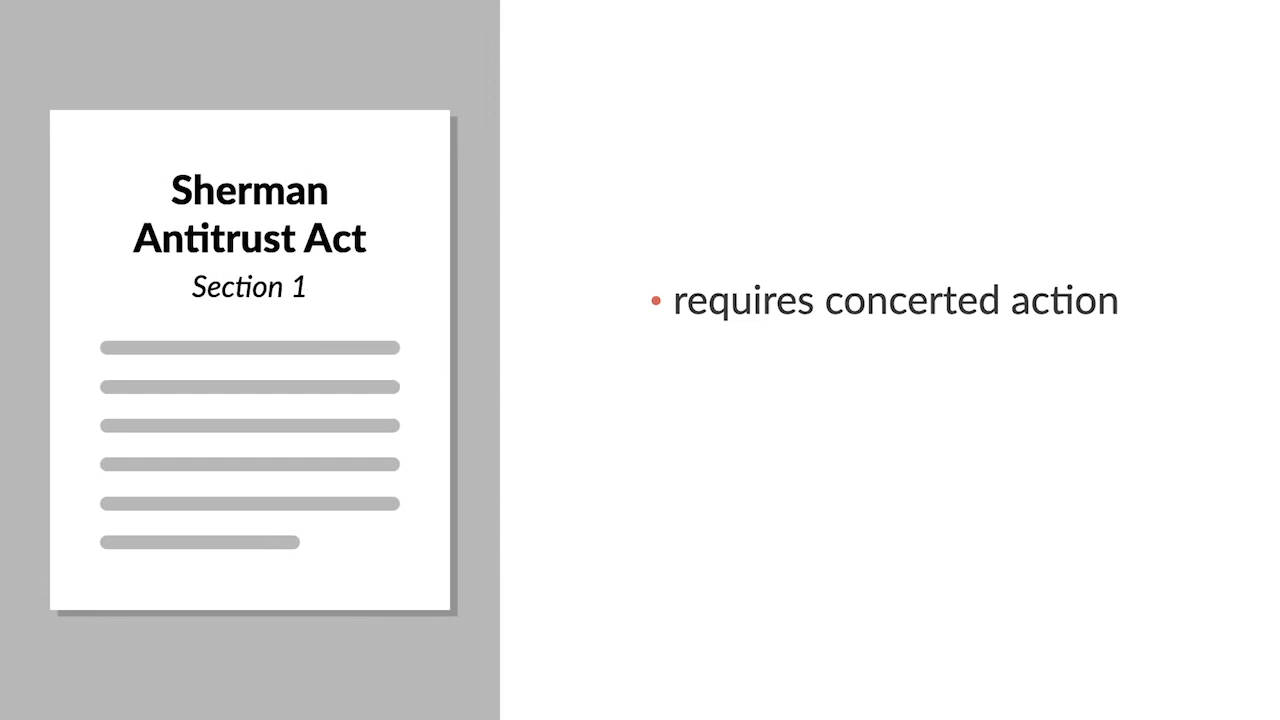 Sherman
Antitrust Act
Section 1
• requires concerted action